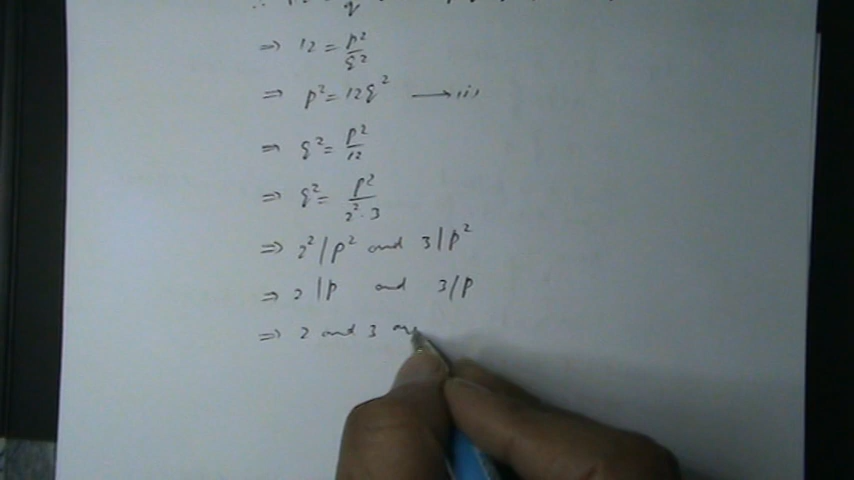 ⇒ 12 = p²/q²
⇒ p² = 12q² → (i)
⇒ q² = p²/12
⇒ q² = p²/2²·3
⇒ 2² | p² and 3 | p²
⇒ 2 | p and 3 | p
⇒ 2 and 3